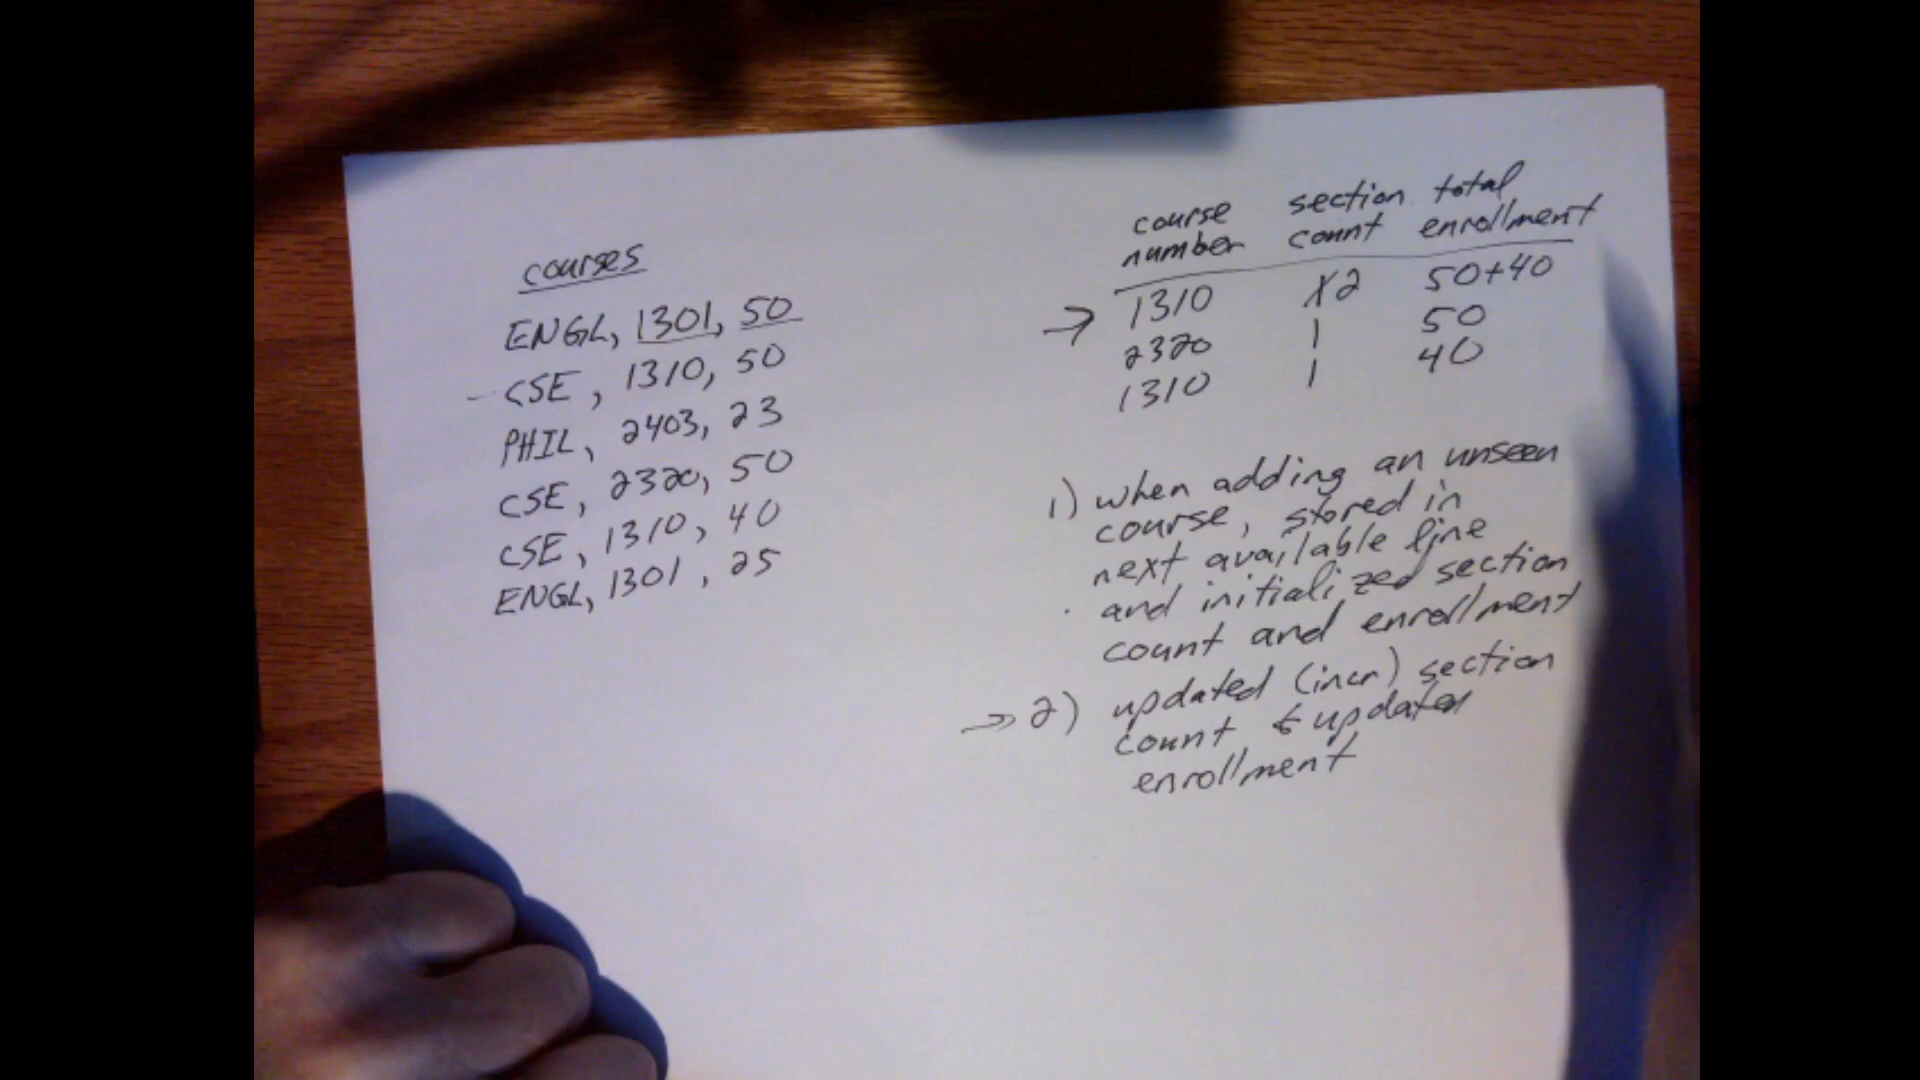 courses
ENGL, 1301, 50
- CSE, 1310, 50
PHIL, 2403, 23
CSE, 2320, 50
CSE, 1310, 40
ENGL, 1301, 25
course section total
number count enrollment
→ 1310 1 2 50+40
2320 1 50
1310 1 40
1) when adding an unseen
course, stored in
next available line
and initialized section
count and enrollment
→ 2) updated (incr) section
count & updated
enrollment